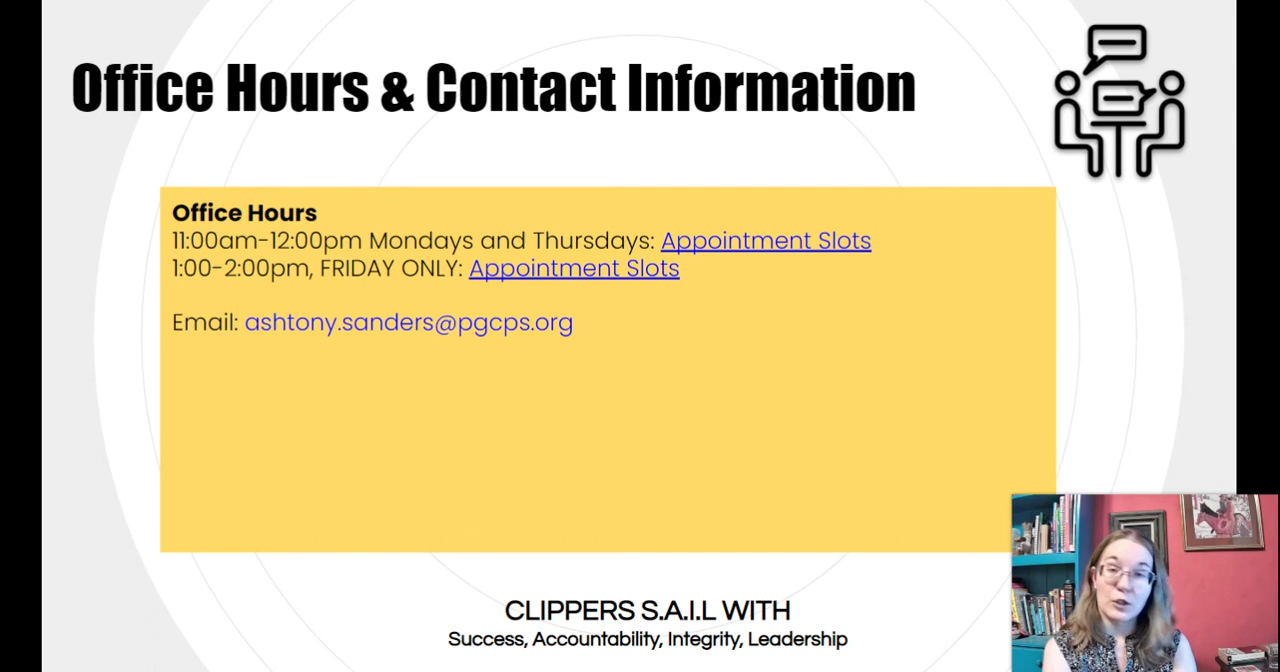 Office Hours & Contact Information
Office Hours
11:00am-12:00pm Mondays and Thursdays: Appointment Slots
1:00-2:00pm, FRIDAY ONLY: Appointment Slots
Email: ashtony.sanders@pgcps.org
CLIPPERS S.A.I.L WITH
Success, Accountability, Integrity, Leadership